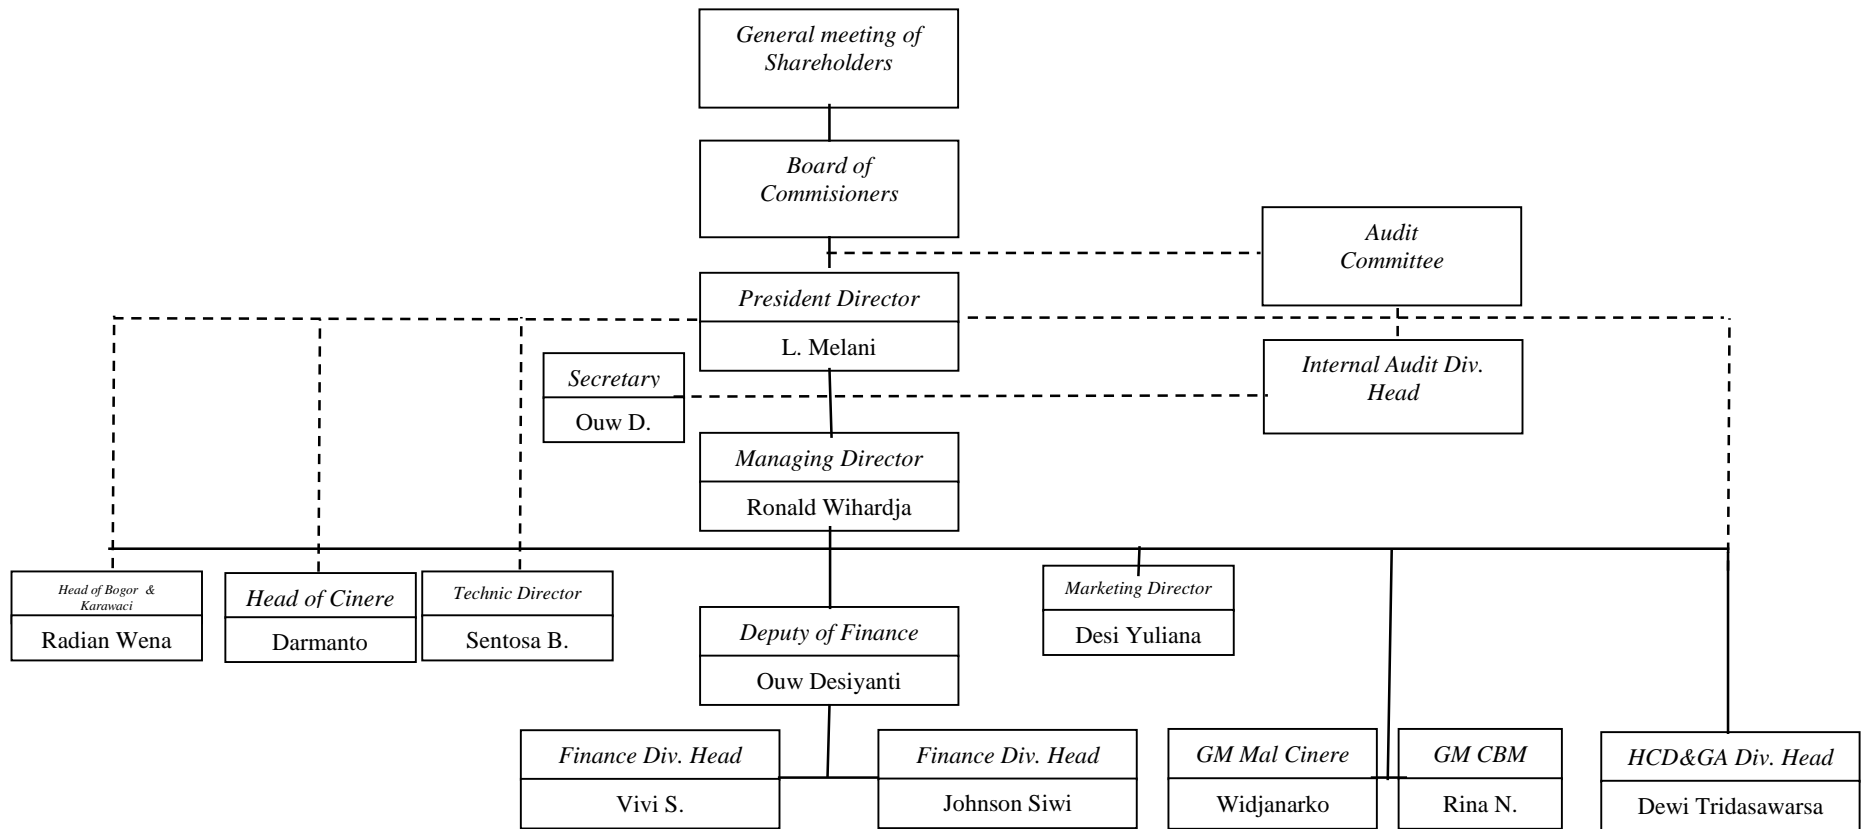 General meeting of
Shareholders
Board of
Commisioners
Audit
Committee
President Director
L. Melani
Secretary
Ouw D.
Internal Audit Div.
Head
Managing Director
Ronald Wihardja
Head of Bogor &
Karawaci
Radian Wena
Head of Cinere
Darmanto
Technic Director
Sentosa B.
Deputy of Finance
Ouw Desiyanti
Marketing Director
Desi Yuliana
Finance Div. Head
Vivi S.
Finance Div. Head
Johnson Siwi
GM Mal Cinere
Widjanarko
GM CBM
Rina N.
HCD&GA Div. Head
Dewi Tridasawarsa